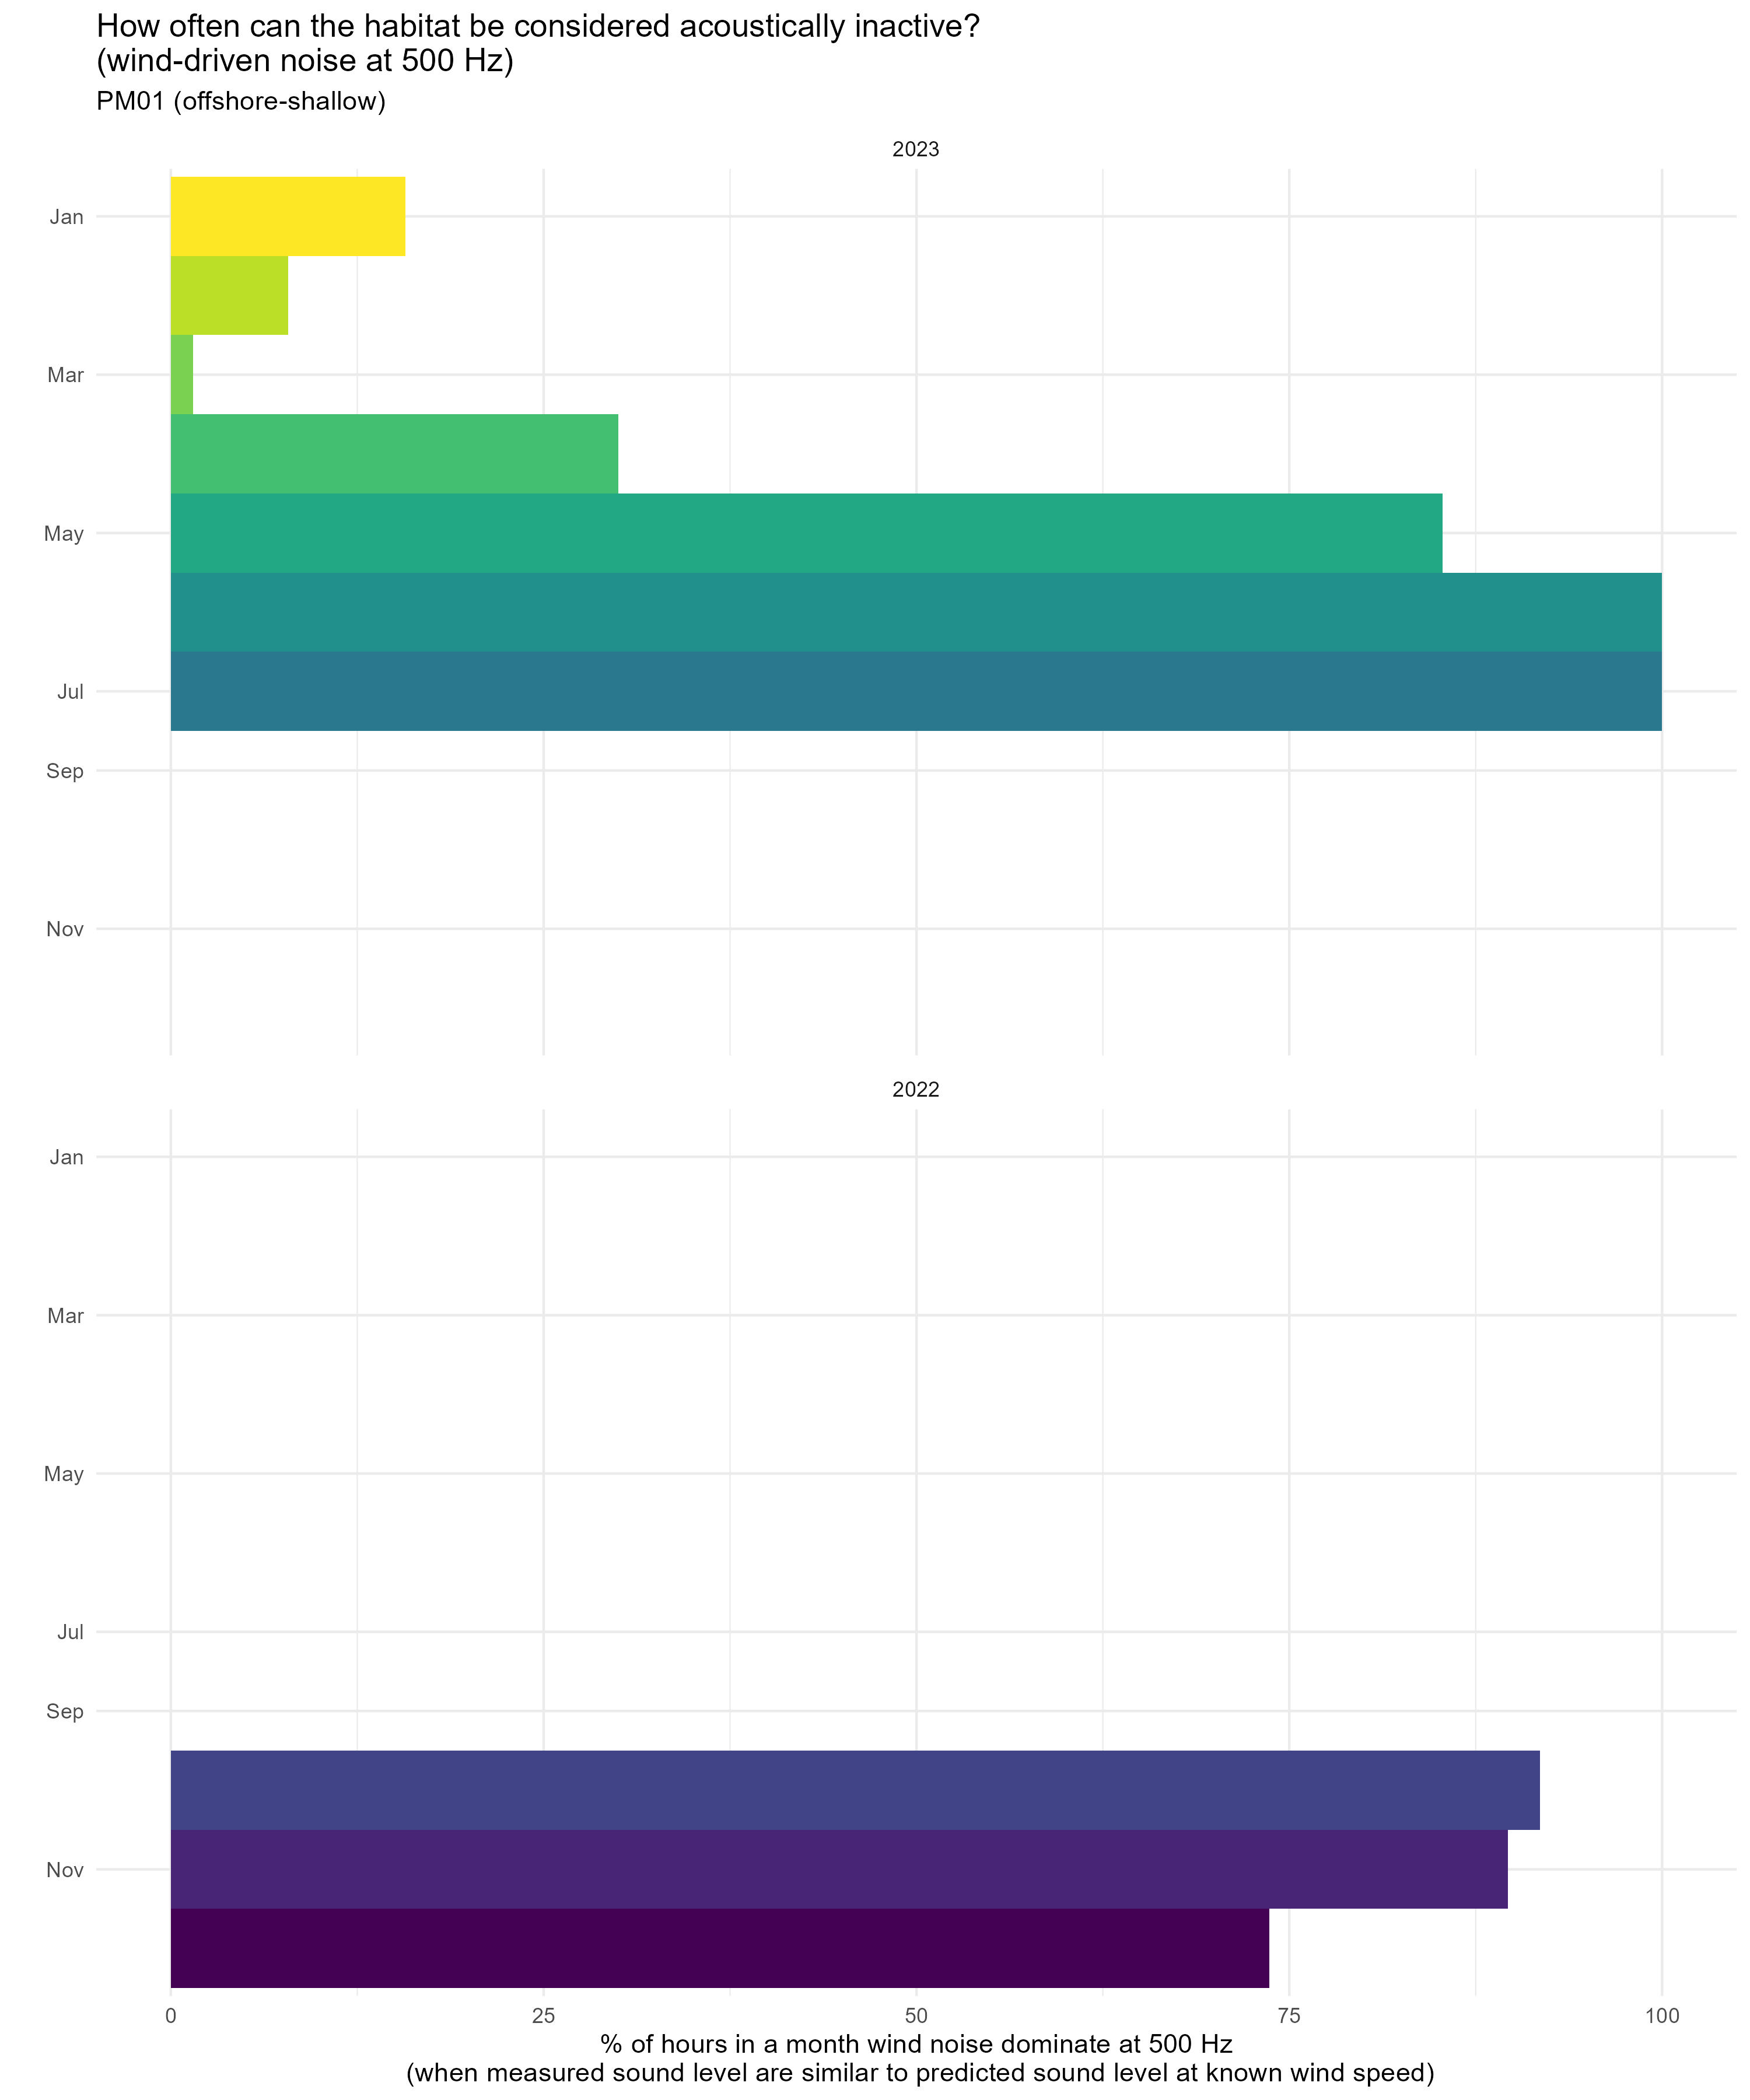 How often can the habitat be considered acoustically inactive?
(wind-driven noise at 500 Hz)
PM01 (offshore-shallow)
2023
Jan
Mar
May
Jul
Sep
Nov
2022
Jan
Mar
May
Jul
Sep
Nov
0 25 50 75 100
% of hours in a month wind noise dominate at 500 Hz
(when measured sound level are similar to predicted sound level at known wind speed)